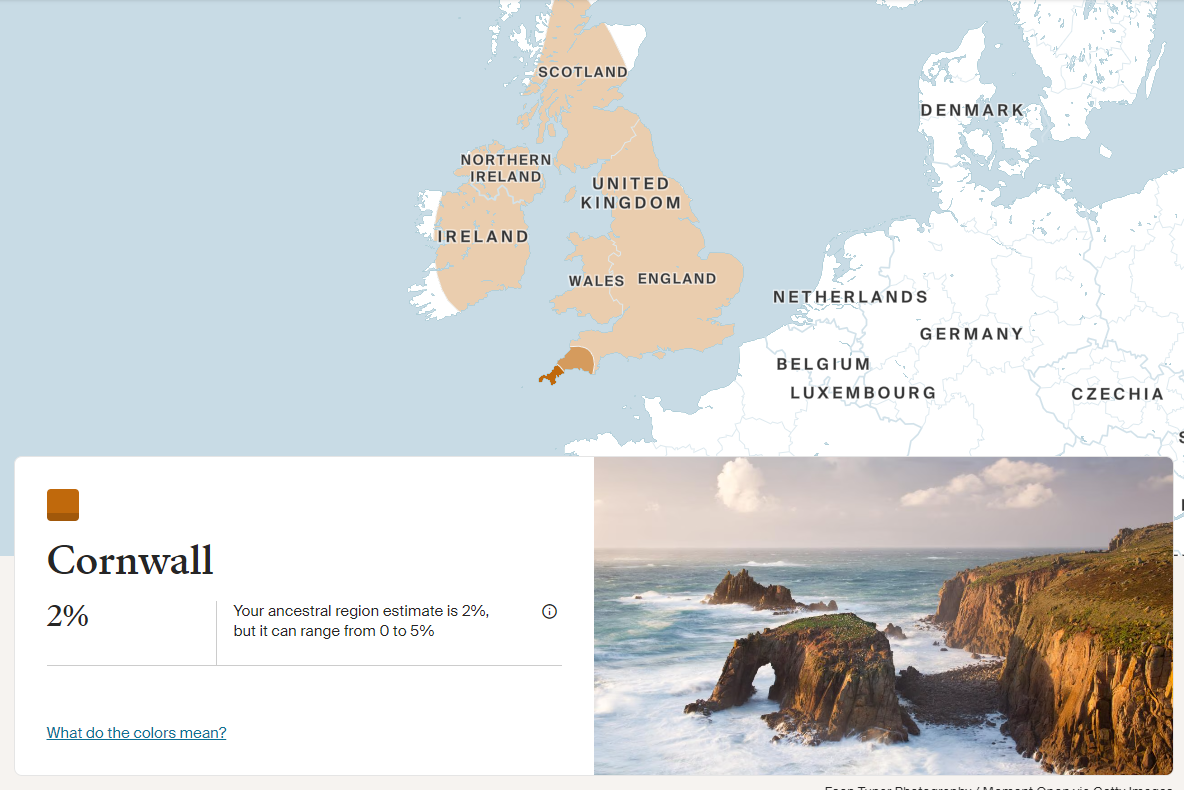 SCOTLAND
DENMARK
NORTHERN
IRELAND
UNITED
KINGDOM
IRELAND
WALES
ENGLAND
NETHERLANDS
GERMANY
BELGIUM
LUXEMBOURG
CZECHIA
Cornwall
2%
Your ancestral region estimate is 2%,
but it can range from 0 to 5%
What do the colors mean?